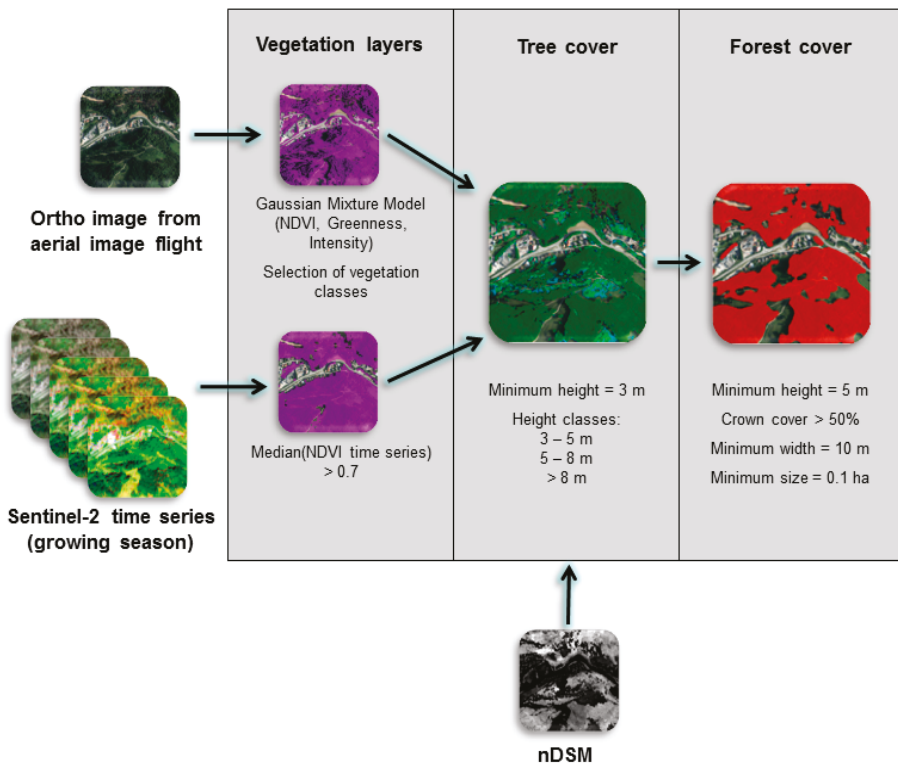 Vegetation layers
Tree cover
Forest cover
Ortho image from
aerial image flight
Gaussian Mixture Model
(NDVI, Greenness,
Intensity)
Selection of vegetation
classes
Sentinel-2 time series
(growing season)
Median(NDVI time series)
> 0.7
Minimum height = 3 m
Height classes:
3 – 5 m
5 – 8 m
> 8 m
Minimum height = 5 m
Crown cover > 50%
Minimum width = 10 m
Minimum size = 0.1 ha
nDSM